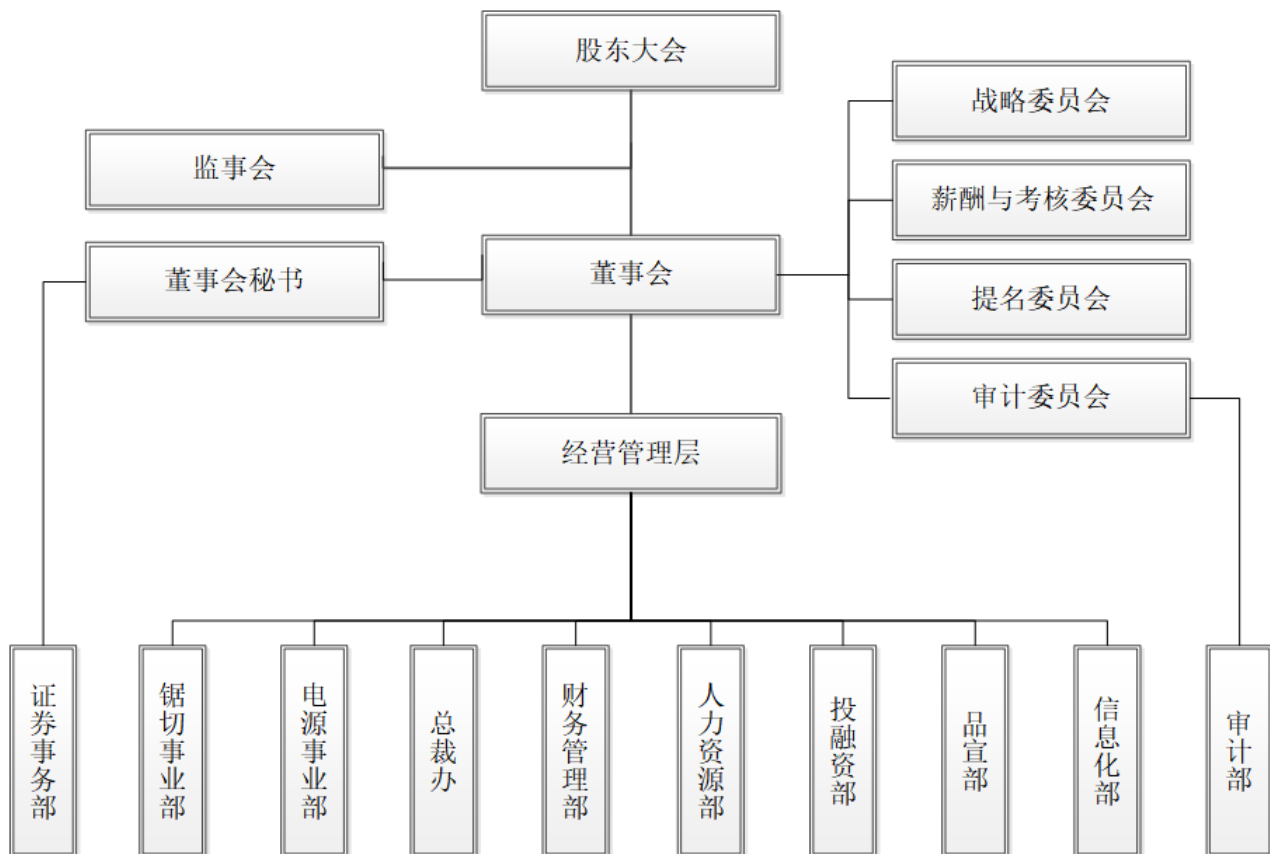 股东大会
战略委员会
监事会
薪酬与考核委员会
董事会秘书
董事会
提名委员会
审计委员会
经营管理层
证券事务部
锯切事业部
电源事业部
总裁办
财务管理部
人力资源部
投融资部
品宣部
信息化部
审计部